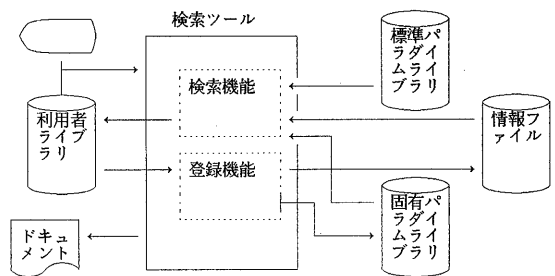 検索ツール
標準パ
ラダイ
ムライ
ブラリ
検索機能
利用者
ライブ
ラリ
情報フ
ァイル
登録機能
固有パ
ラダイ
ムライ
ブラリ
ドキュ
メント